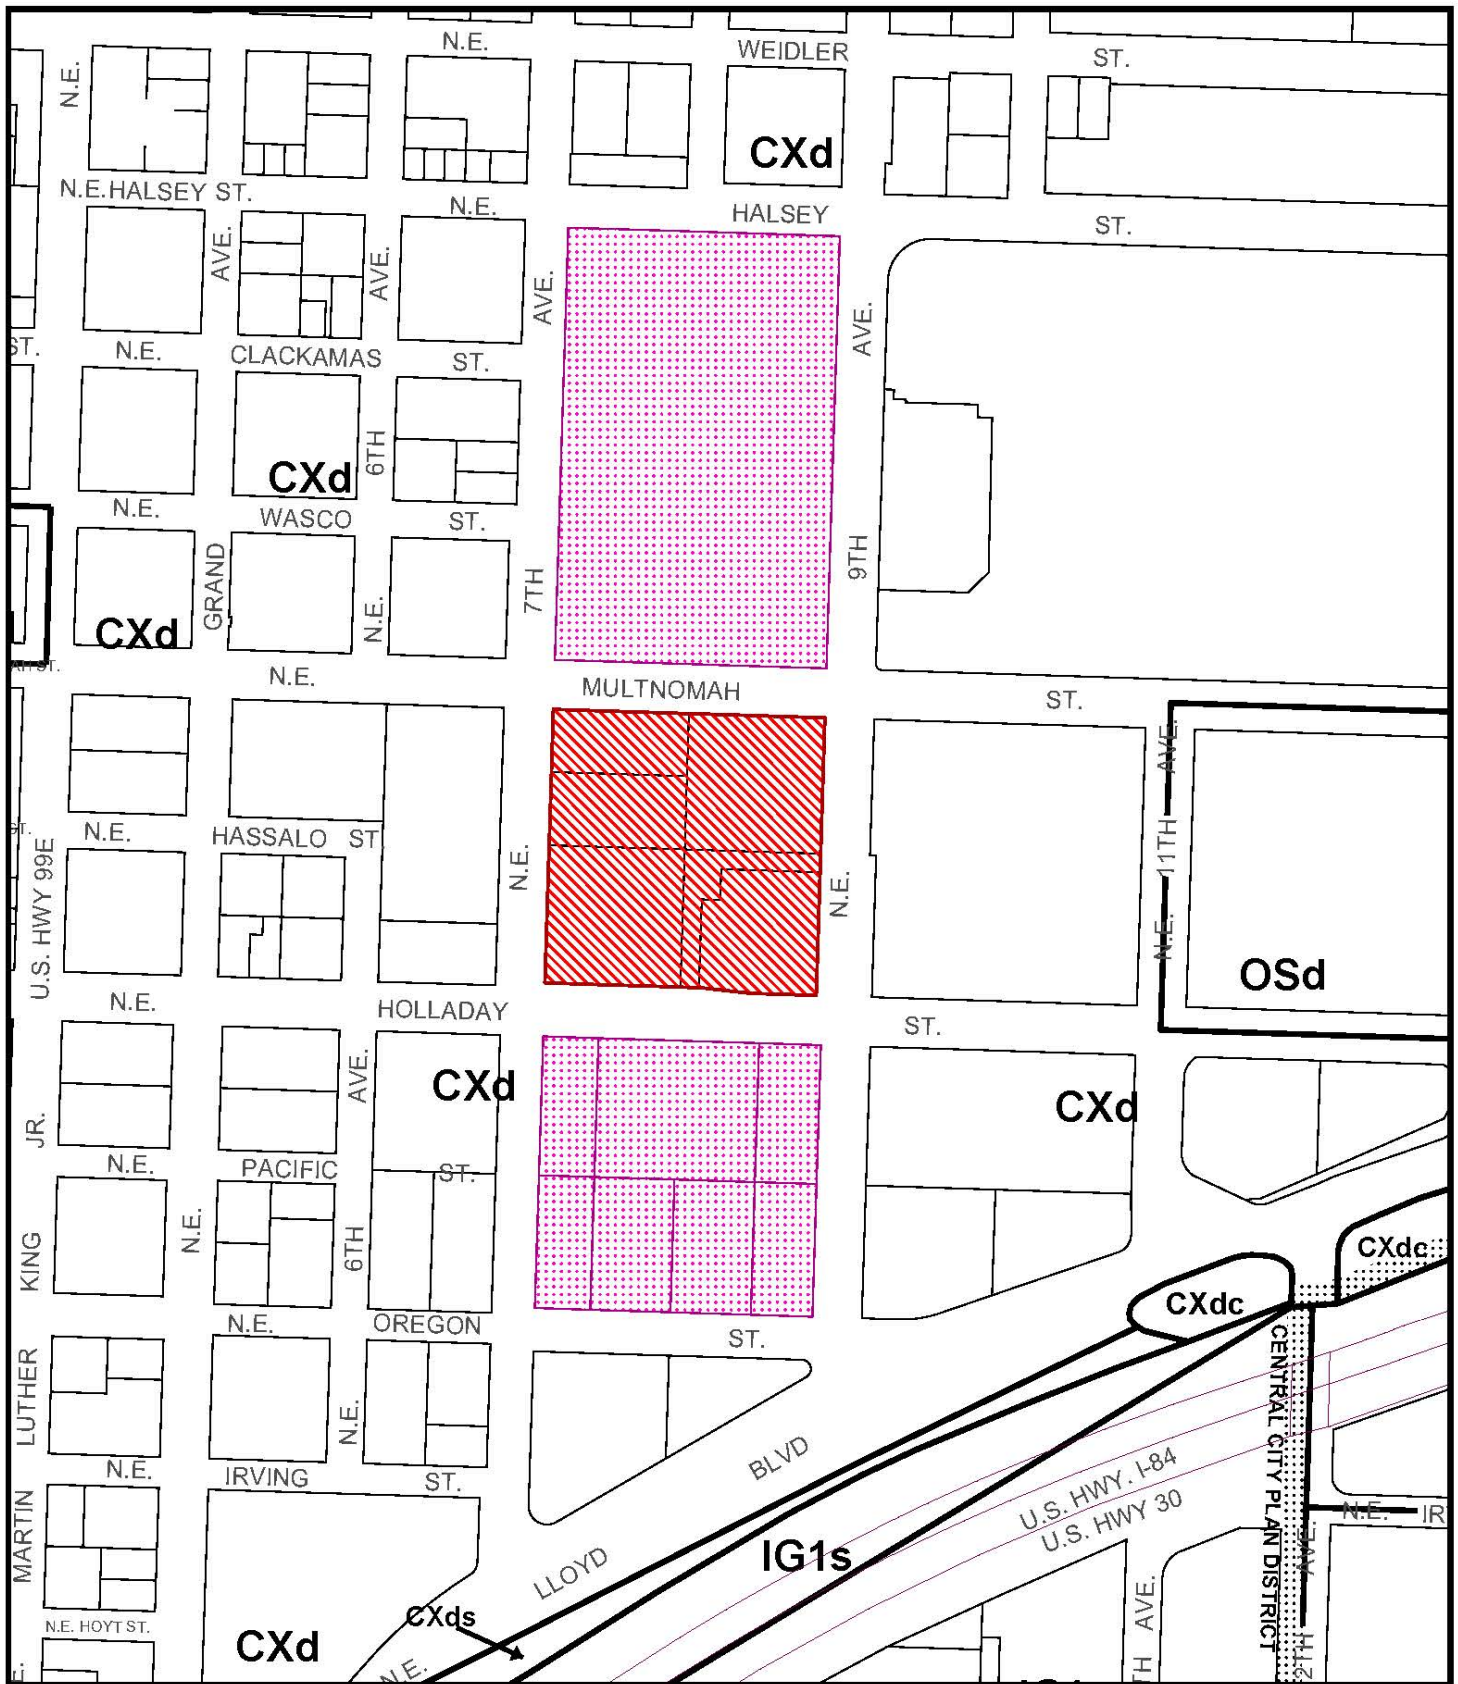 N.E. WEIDLER ST.
N.E.
CXd
N.E. HALSEY ST.
N.E. HALSEY ST.
AVE.
AVE.
AVE.
AVE.
ST.
N.E. CLACKAMAS ST.
6TH
CXd
N.E. WASCO ST.
GRAND
N.E.
7TH
9TH
CXd
N.E. MULTNOMAH ST.
AVE.
11TH
N.E.
ST.
N.E. HASSALO ST.
U.S. HWY 99E
N.E.
N.E.
OSd
N.E. HOLLADAY ST.
AVE.
CXd
CXd
JR.
N.E. PACIFIC ST.
N.E.
6TH
KING
CXdc
CXdc
N.E. OREGON ST.
LUTHER
N.E.
CENTRAL CITY PLAN DISTRICT
N.E. IRVING ST.
BLVD
U.S. HWY. I-84
U.S. HWY 30
N.E.
MARTIN
LLOYD
IG1s
AVE.
AVE.
N.E. HOYT ST.
CXds
CXd
N.E.